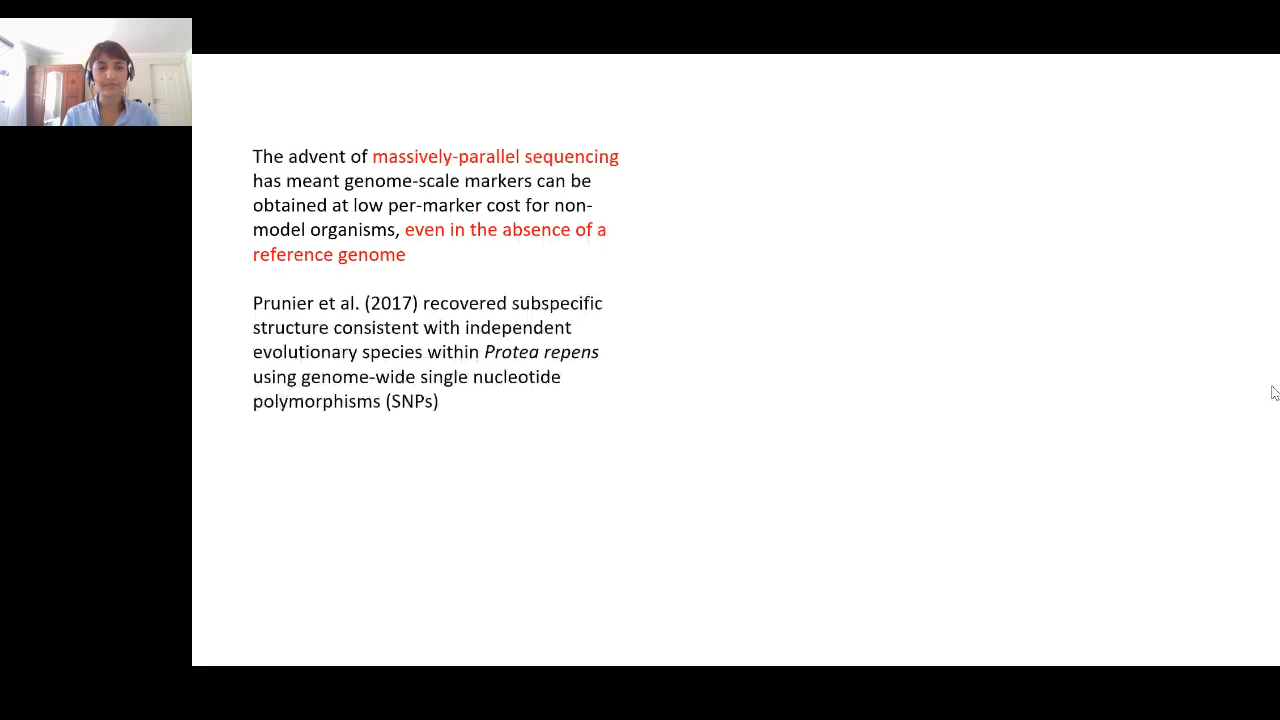 The advent of massively-parallel sequencing
has meant genome-scale markers can be
obtained at low per-marker cost for non-
model organisms, even in the absence of a
reference genome
Prunier et al. (2017) recovered subspecific
structure consistent with independent
evolutionary species within Protea repens
using genome-wide single nucleotide
polymorphisms (SNPs)